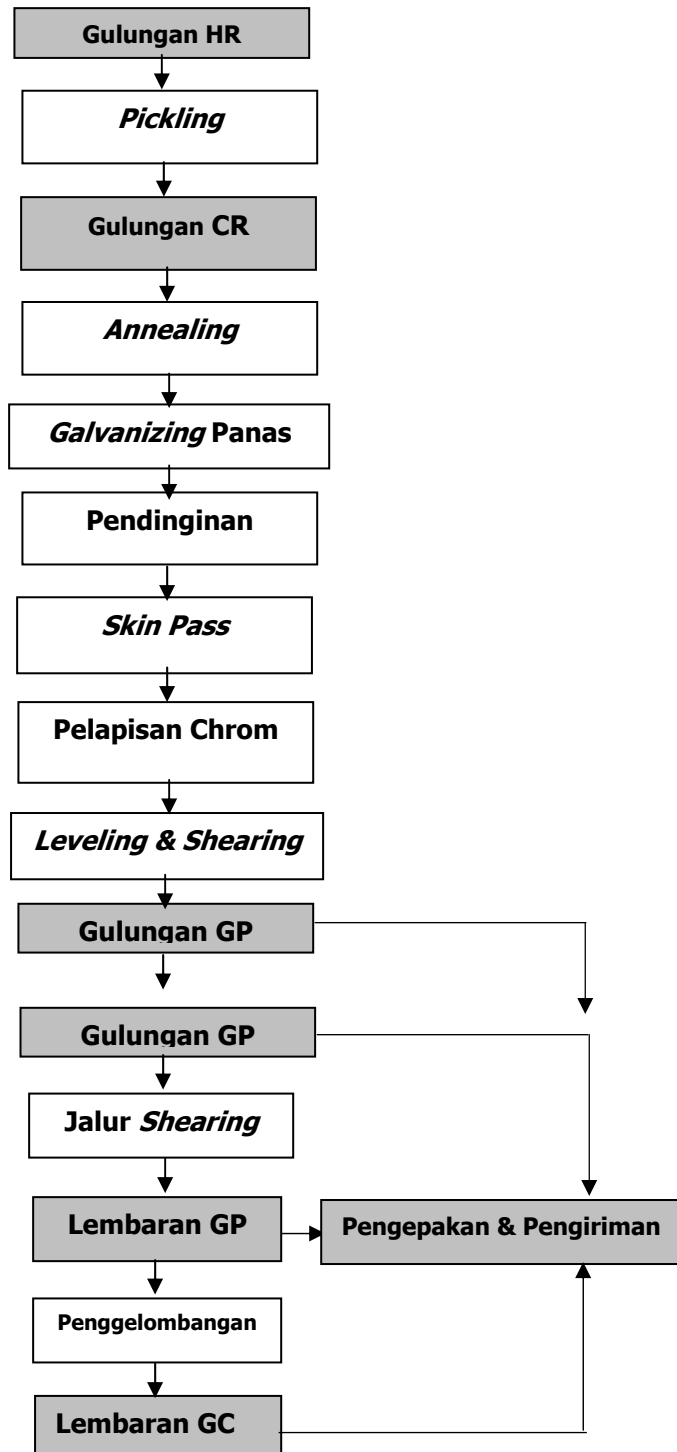 Gulungan HR
Pickling
Gulungan CR
Annealing
Galvanizing Panas
Pendinginan
Skin Pass
Pelapisan Chrom
Leveling & Shearing
Gulungan GP
Gulungan GP
Jalur Shearing
Lembaran GP
Pengepakan & Pengiriman
Penggelombangan
Lembaran GC